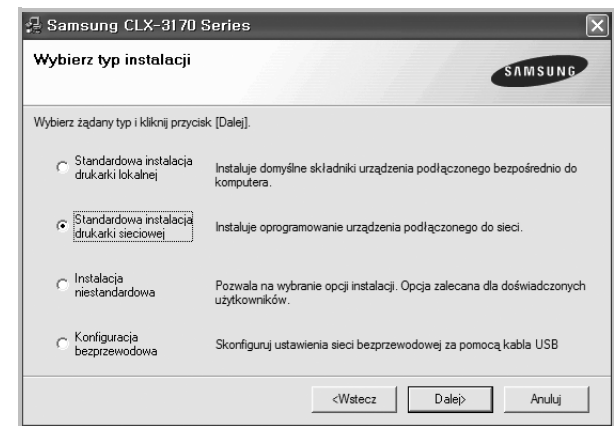 Samsung CLX-3170 Series
Wybierz typ instalacji
SAMSUNG
Wybierz żądany typ i kliknij przycisk [Dalej].
Standardowa instalacja
drukarki lokalnej
Instaluje domyślne składniki urządzenia podłączonego bezpośrednio do
komputera.
Standardowa instalacja
drukarki sieciowej
Instaluje oprogramowanie urządzenia podłączonego do sieci.
Instalacja
niestandardowa
Pozwala na wybranie opcji instalacji. Opcja zalecana dla doświadczonych
użytkowników.
Konfiguracja
bezprzewodowa
Skonfiguruj ustawienia sieci bezprzewodowej za pomocą kabla USB
<Wstecz
Dalej>
Anuluj